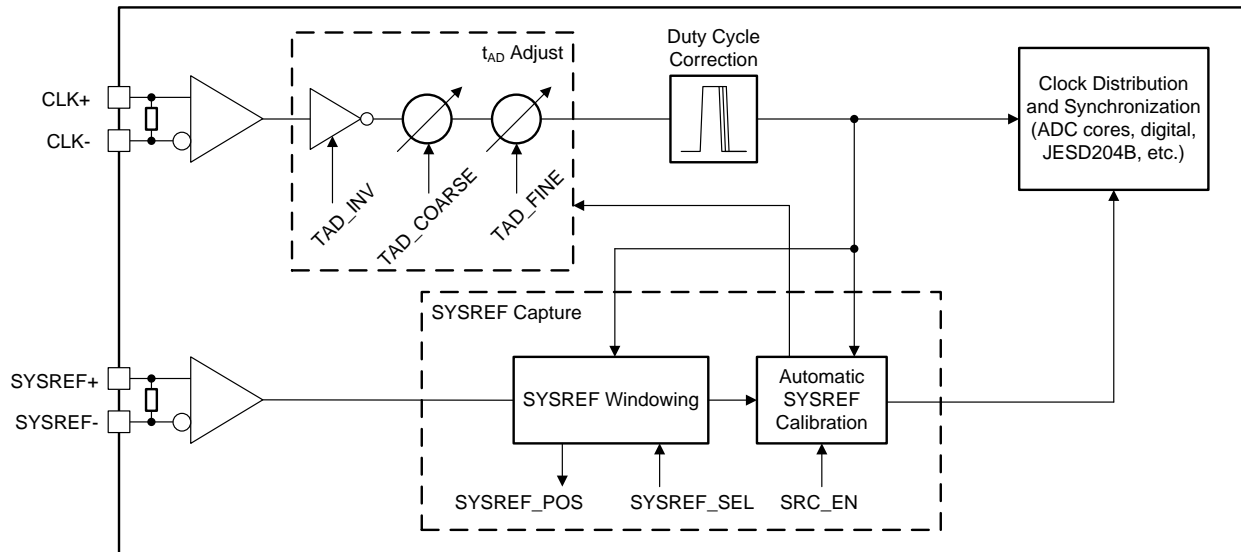 t_AD Adjust
Duty Cycle
Correction
Clock Distribution
and Synchronization
(ADC cores, digital,
JESD204B, etc.)
CLK+
CLK-
TAD_INV
TAD_COARSE
TAD_FINE
SYSREF Capture
SYSREF+
SYSREF-
SYSREF Windowing
Automatic
SYSREF
Calibration
SYSREF_POS
SYSREF_SEL
SRC_EN